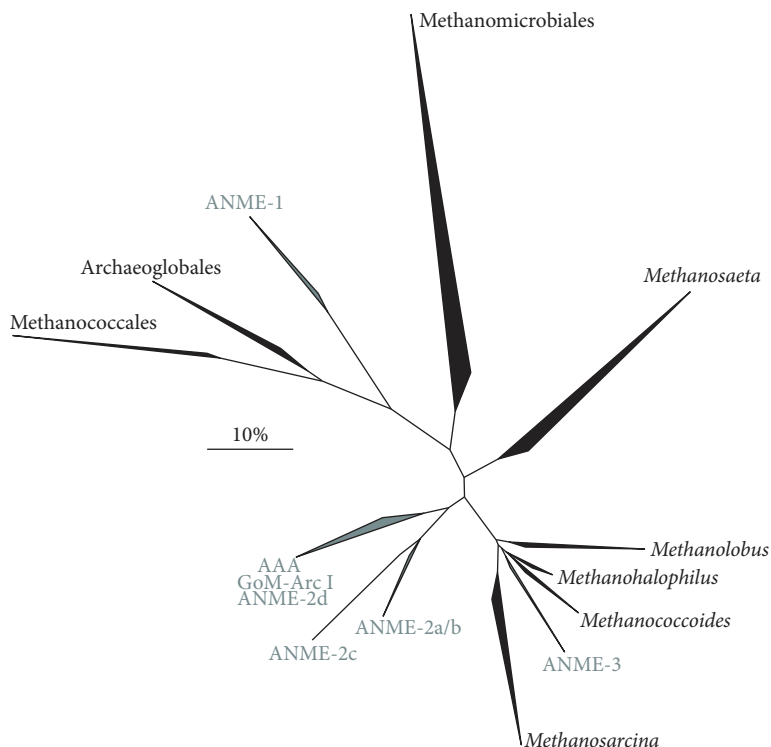 Methanomicrobiales
ANME-1
Archaeoglobales
Methanosaeta
Methanococcales
10%
Methanolobus
AAA
GoM-Arc I
ANME-2d
Methanohalophilus
Methanococcoides
ANME-2a/b
ANME-2c
ANME-3
Methanosarcina